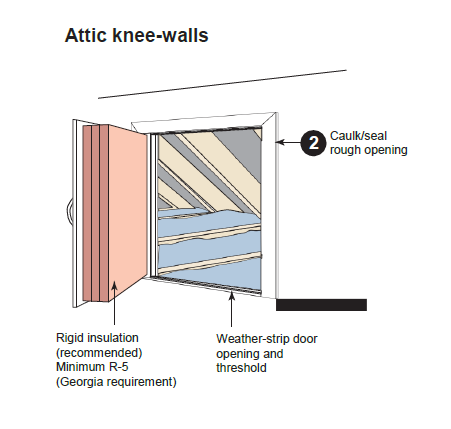 Attic knee-walls
2
Caulk/seal
rough opening
Rigid insulation
(recommended)
Minimum R-5
(Georgia requirement)
Weather-strip door
opening and
threshold